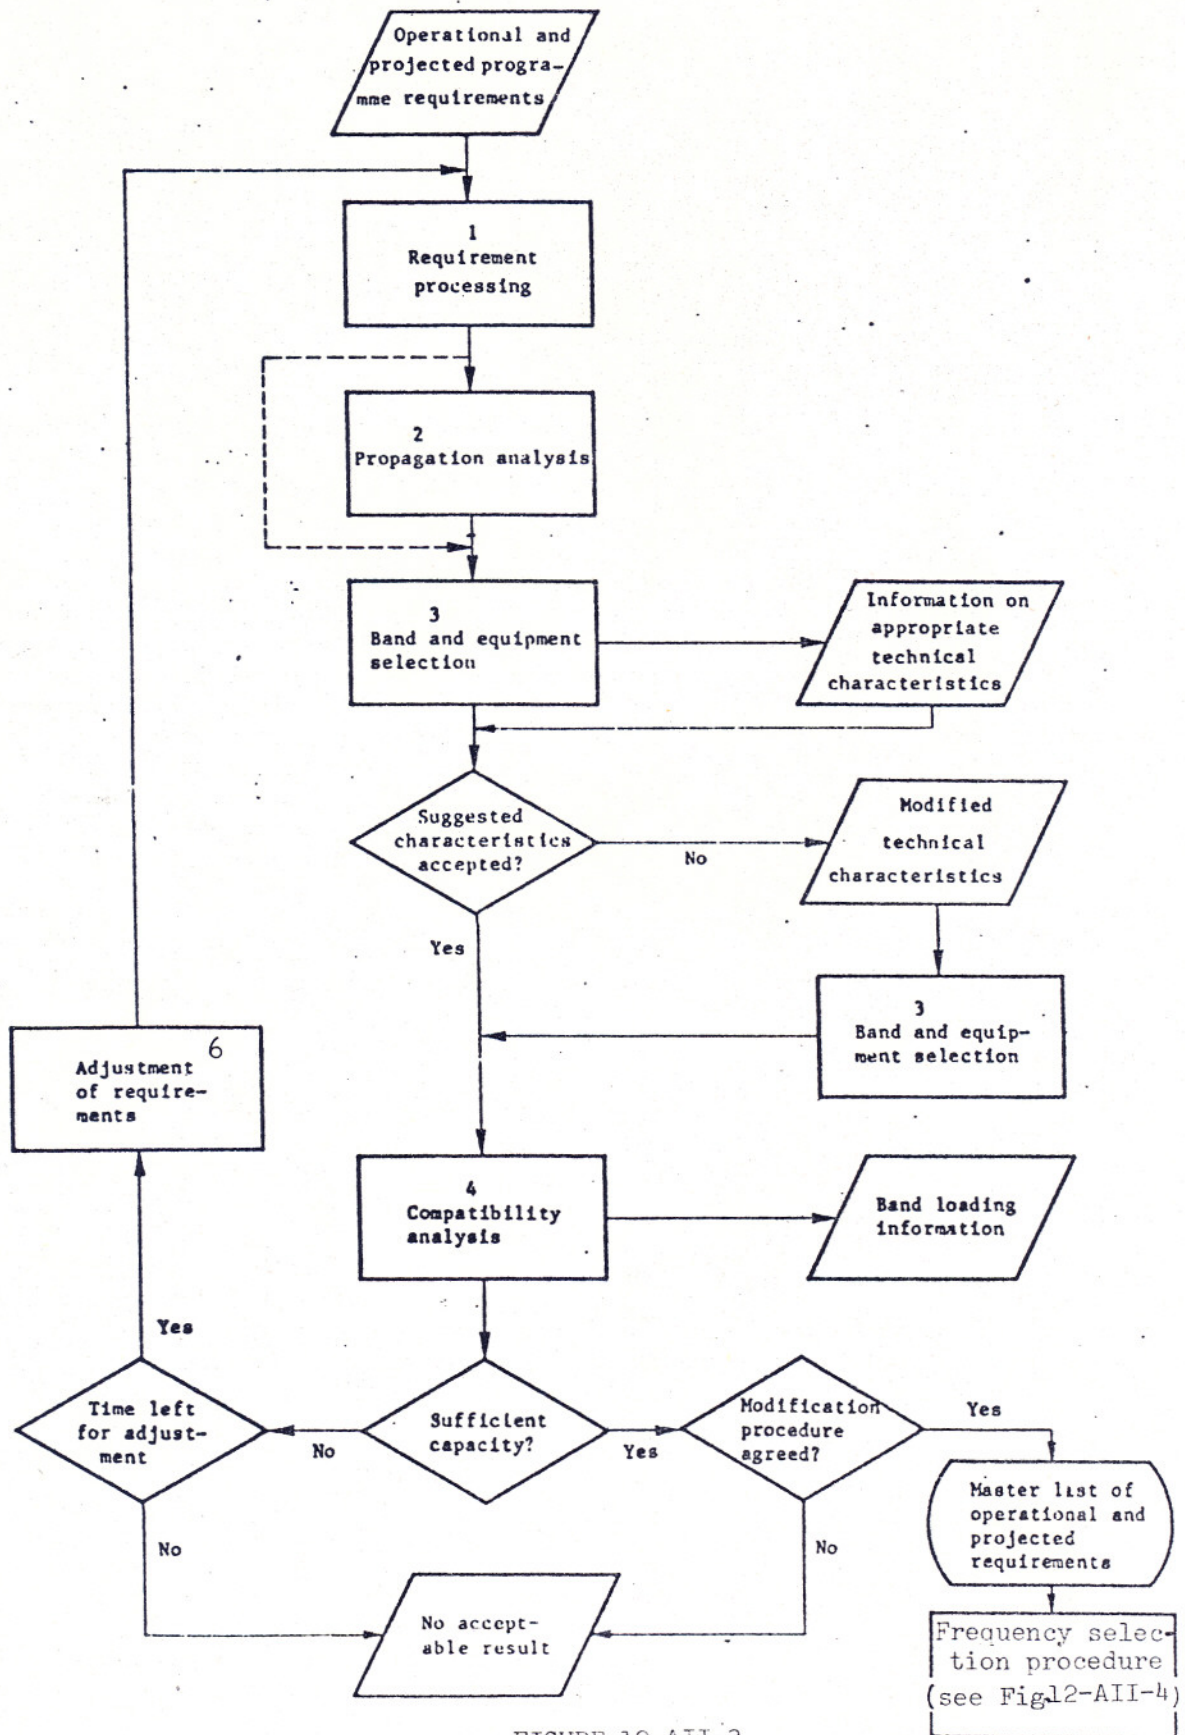 Operational and
projected progra-
mme requirements
1
Requirement
processing
2
Propagation analysis
3
Band and equipment
selection
Information on
appropriate
technical
characteristics
Suggested
characteristics
accepted?
No
Modified
technical
characteristics
Yes
3
Band and equip-
ment selection
6
Adjustment
of require-
ments
4
Compatibility
analysis
Band loading
information
Yes
Time left
for adjust-
ment
No
Sufficient
capacity?
Yes
Modification
procedure
agreed?
Yes
Master list of
operational and
projected
requirements
No
No
No accept-
able result
Frequency selec-
tion procedure
(see Fig.12-AII-4)